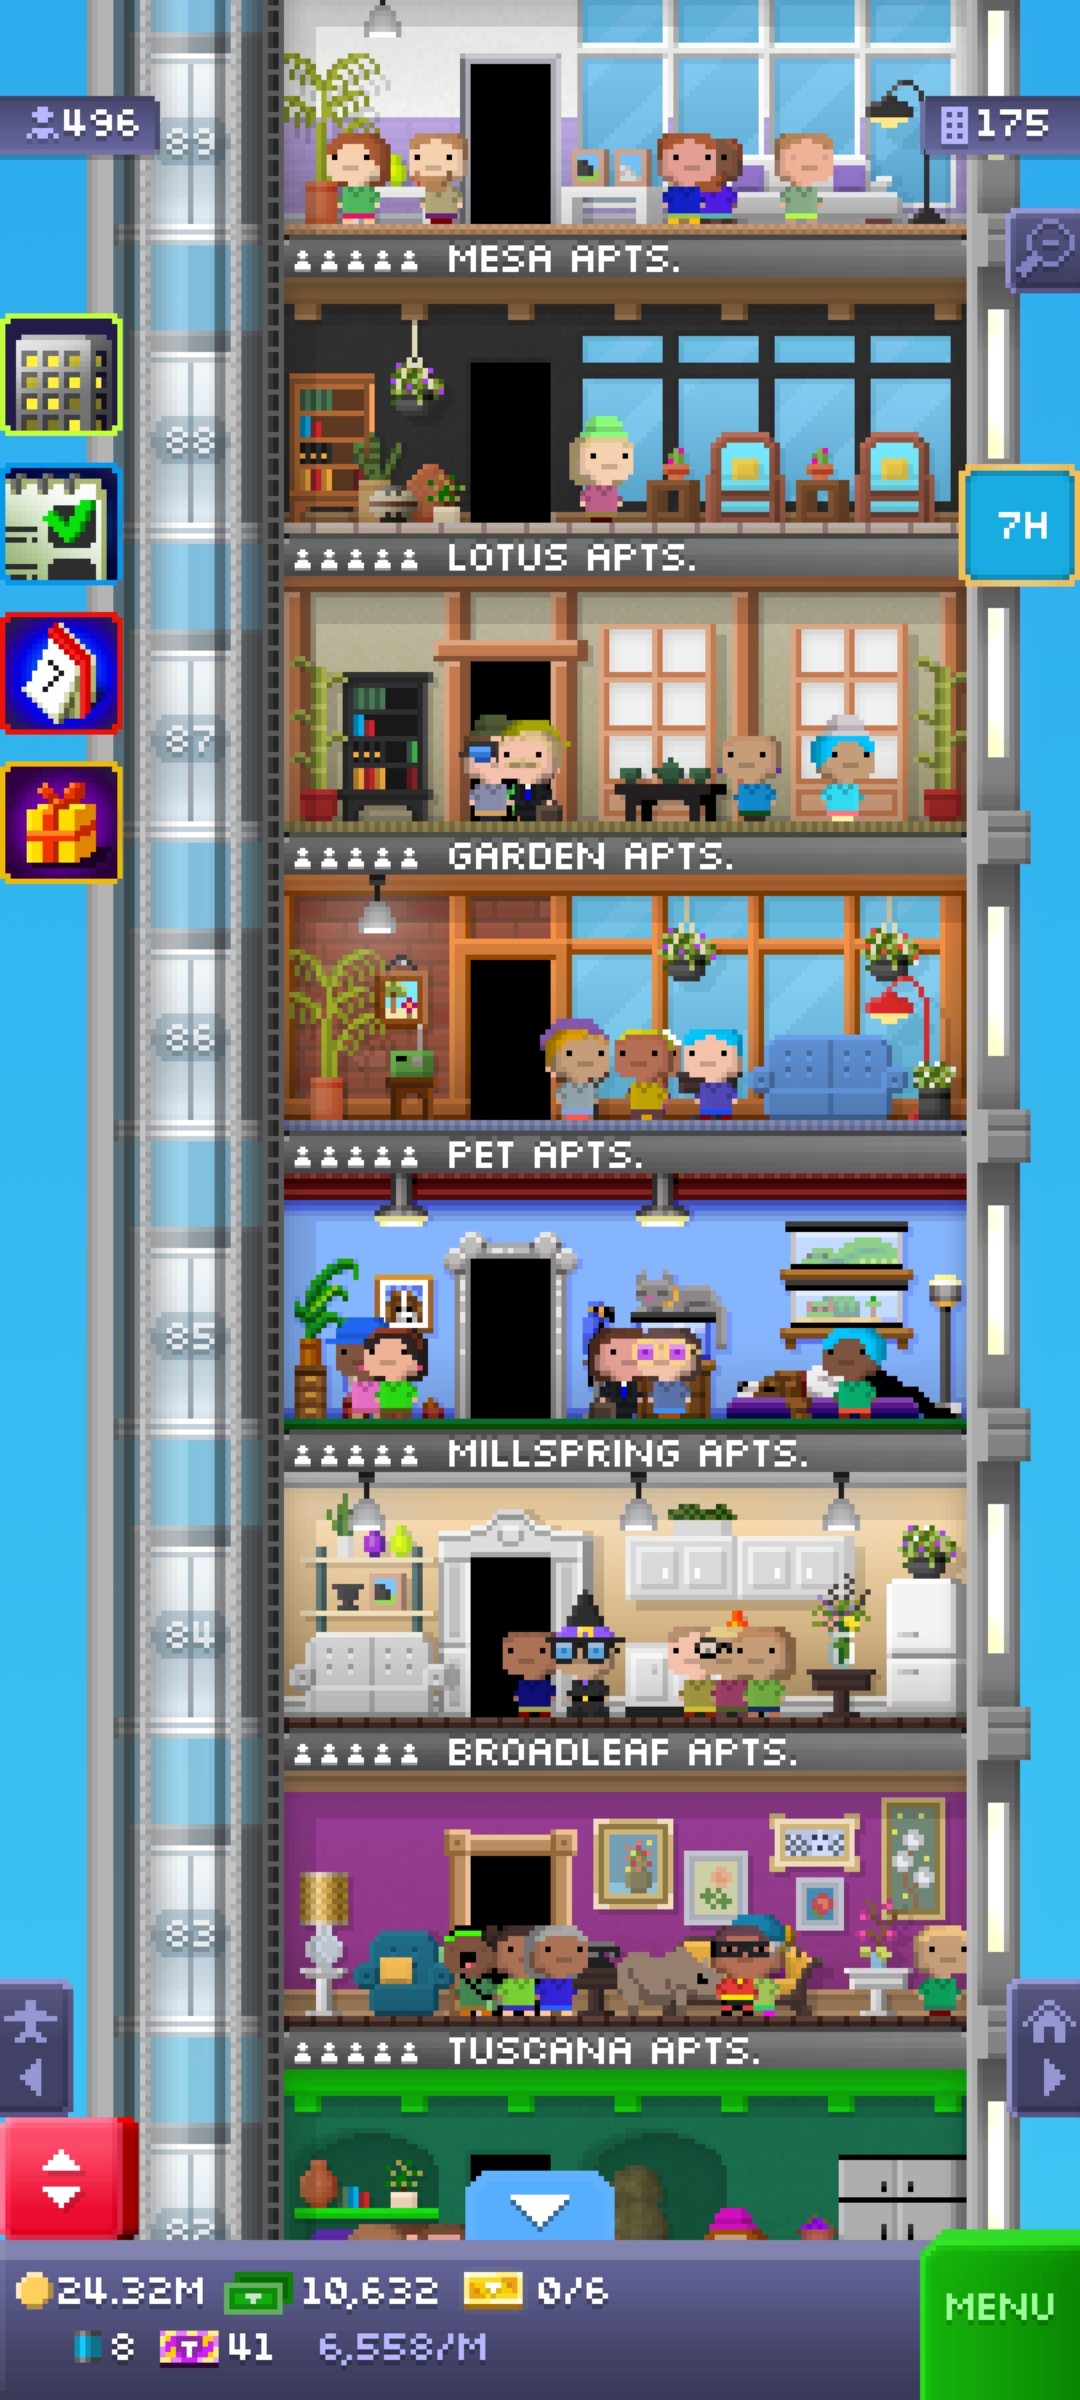 496
175
89
MESA APTS.
88
7H
LOTUS APTS.
87
GARDEN APTS.
86
PET APTS.
85
MILLSPRING APTS.
84
BROADLEAF APTS.
83
TUSCANA APTS.
82
24.32M 10,632 0/6
MENU
8 T 41 6,558/M